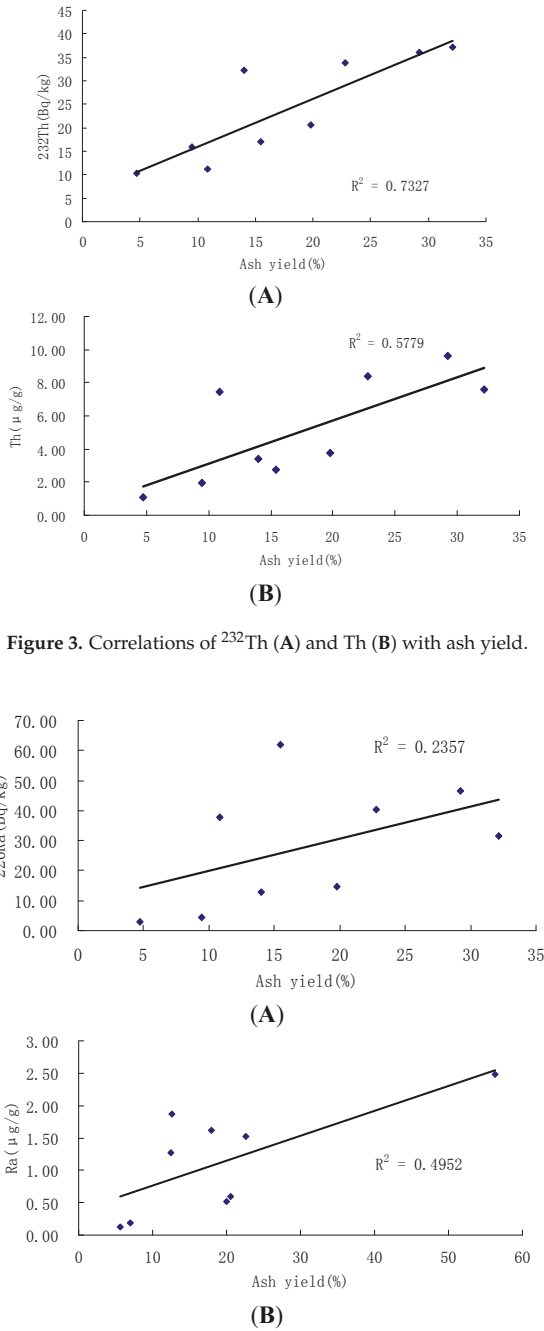 45
40
35
30
25
20
15
10
5
0
232Th(Bq/kg)
R² = 0.7327
0 5 10 15 20 25 30 35
Ash yield(%)
(A)
12.00
10.00
8.00
6.00
4.00
2.00
0.00
Th(μg/g)
R² = 0.5779
0 5 10 15 20 25 30 35
Ash yield(%)
(B)
Figure 3. Correlations of ²³²Th (A) and Th (B) with ash yield.
70.00
60.00
50.00
40.00
30.00
20.00
10.00
0.00
226Ra(Bq/kg)
R² = 0.2357
0 5 10 15 20 25 30 35
Ash yield(%)
(A)
3.00
2.50
2.00
1.50
1.00
0.50
0.00
Ra(μg/g)
R² = 0.4952
0 10 20 30 40 50 60
Ash yield(%)
(B)